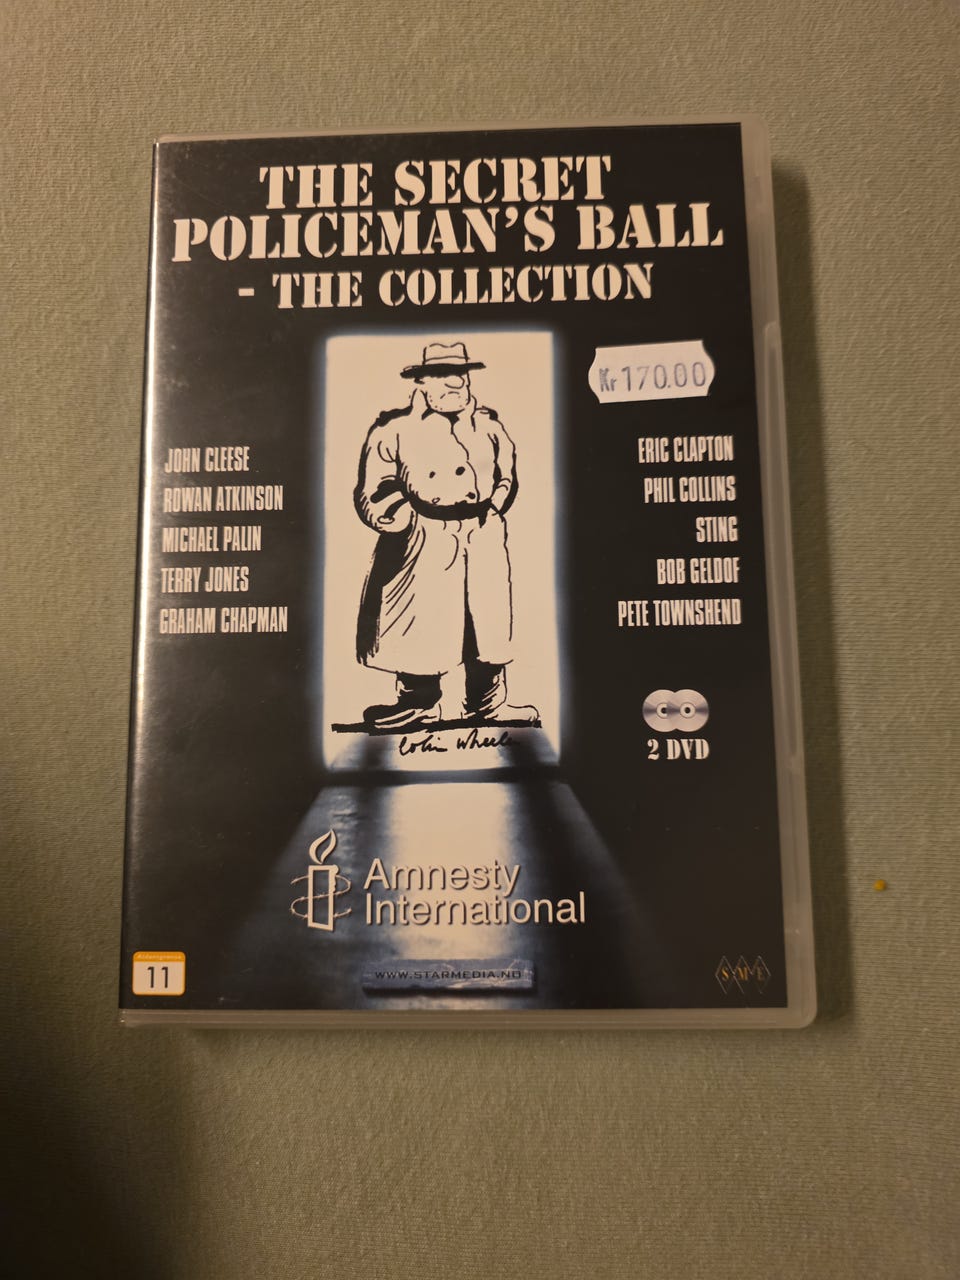 THE SECRET
POLICEMAN'S BALL
- THE COLLECTION
Kr 170.00
JOHN CLEESE
ROWAN ATKINSON
MICHAEL PALIN
TERRY JONES
GRAHAM CHAPMAN
ERIC CLAPTON
PHIL COLLINS
STING
BOB GELDOF
PETE TOWNSHEND
Colin Wheeler
2 DVD
Amnesty
International
WWW.STARMEDIA.NO
Aldersgrense
11
SME